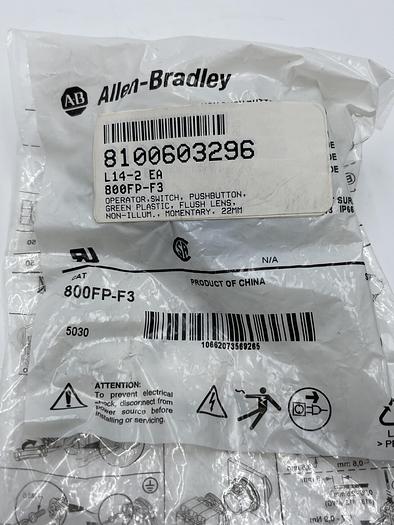 AB Allen-Bradley
8100603296
L14-2 EA
800FP-F3
OPERATOR,SWITCH, PUSHBUTTON,
GREEN PLASTIC, FLUSH LENS,
NON-ILLUM., MOMENTARY, 22MM
IP66
N/A
CAT
PRODUCT OF CHINA
800FP-F3
5030
10662073569265
ATTENTION:
To prevent electrical
shock, disconnect from
power source before
installing or servicing.